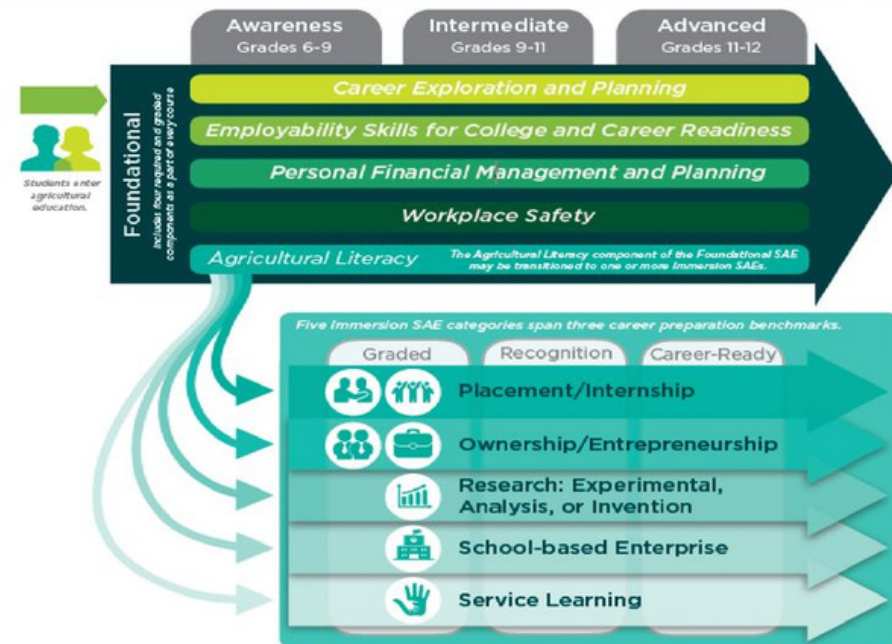 Awareness
Grades 6-9
Intermediate
Grades 9-11
Advanced
Grades 11-12
Students enter
agricultural
education.
Foundational
Includes four required and graded
components as a part of every course
Career Exploration and Planning
Employability Skills for College and Career Readiness
Personal Financial Management and Planning
Workplace Safety
Agricultural Literacy
The Agricultural Literacy component of the Foundational SAE
may be transitioned to one or more Immersion SAEs.
Five Immersion SAE categories span three career preparation benchmarks.
Graded
Recognition
Career-Ready
Placement/Internship
Ownership/Entrepreneurship
Research: Experimental,
Analysis, or Invention
School-based Enterprise
Service Learning